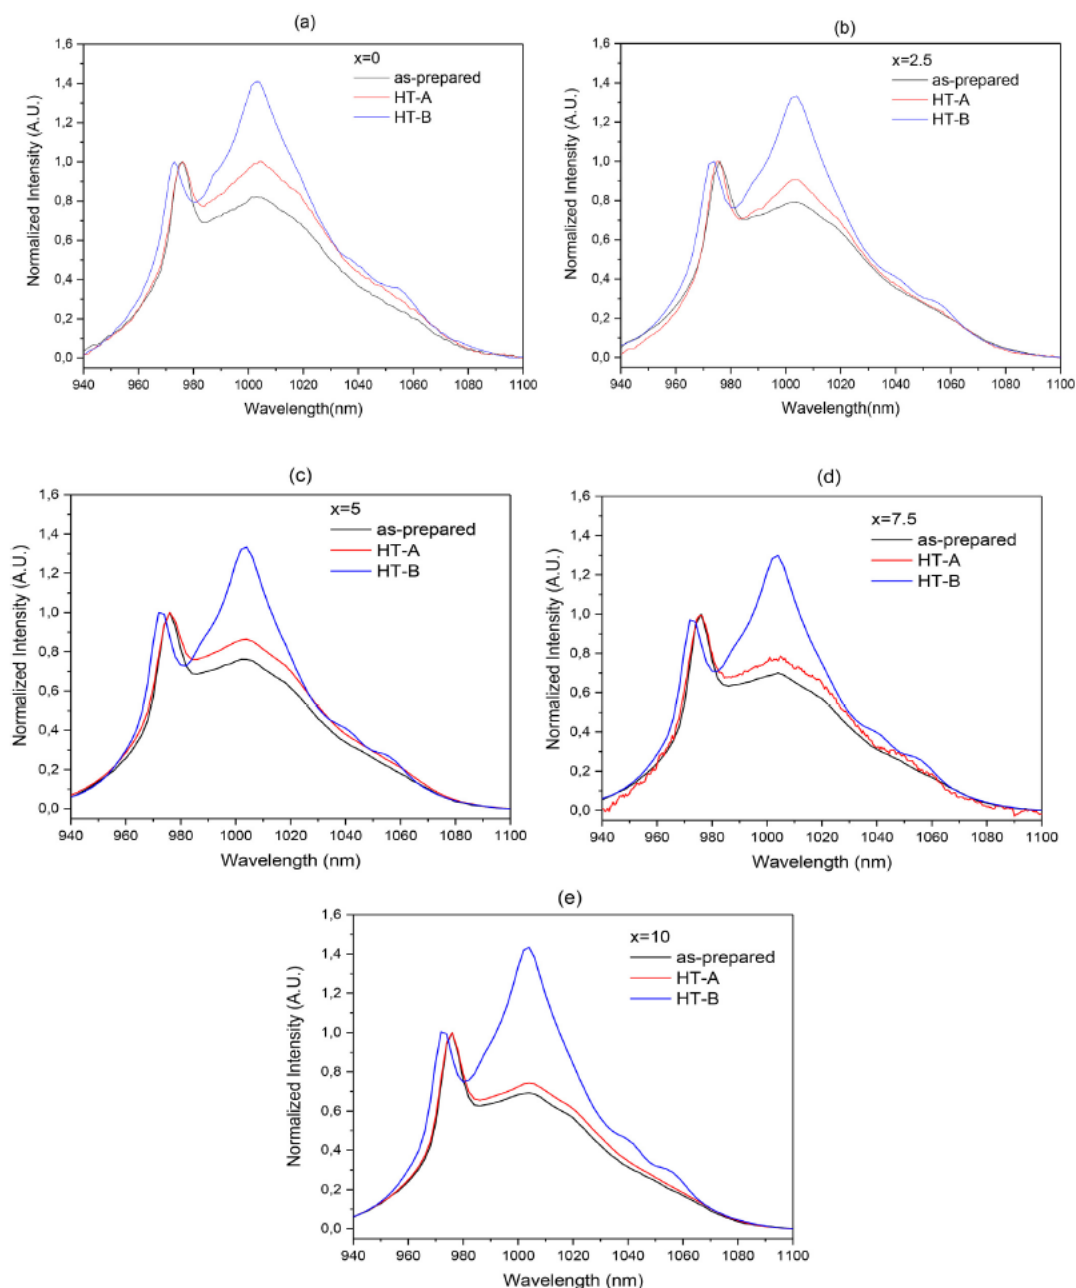 (a)
x=0
as-prepared
HT-A
HT-B
Normalized Intensity (A.U.)
1,6
1,4
1,2
1,0
0,8
0,6
0,4
0,2
0,0
940 960 980 1000 1020 1040 1060 1080 1100
Wavelength(nm)
(b)
x=2.5
as-prepared
HT-A
HT-B
Normalized Intensity (A.U.)
1,6
1,4
1,2
1,0
0,8
0,6
0,4
0,2
0,0
940 960 980 1000 1020 1040 1060 1080 1100
Wavelength(nm)
(c)
x=5
as-prepared
HT-A
HT-B
Normalized Intensity (A.U.)
1,6
1,4
1,2
1,0
0,8
0,6
0,4
0,2
0,0
940 960 980 1000 1020 1040 1060 1080 1100
Wavelength (nm)
(d)
x=7.5
as-prepared
HT-A
HT-B
Normalized Intensity (A.U.)
1,6
1,4
1,2
1,0
0,8
0,6
0,4
0,2
0,0
940 960 980 1000 1020 1040 1060 1080 1100
Wavelength (nm)
(e)
x=10
as-prepared
HT-A
HT-B
Normalized Intensity (A.U.)
1,6
1,4
1,2
1,0
0,8
0,6
0,4
0,2
0,0
940 960 980 1000 1020 1040 1060 1080 1100
Wavelength (nm)